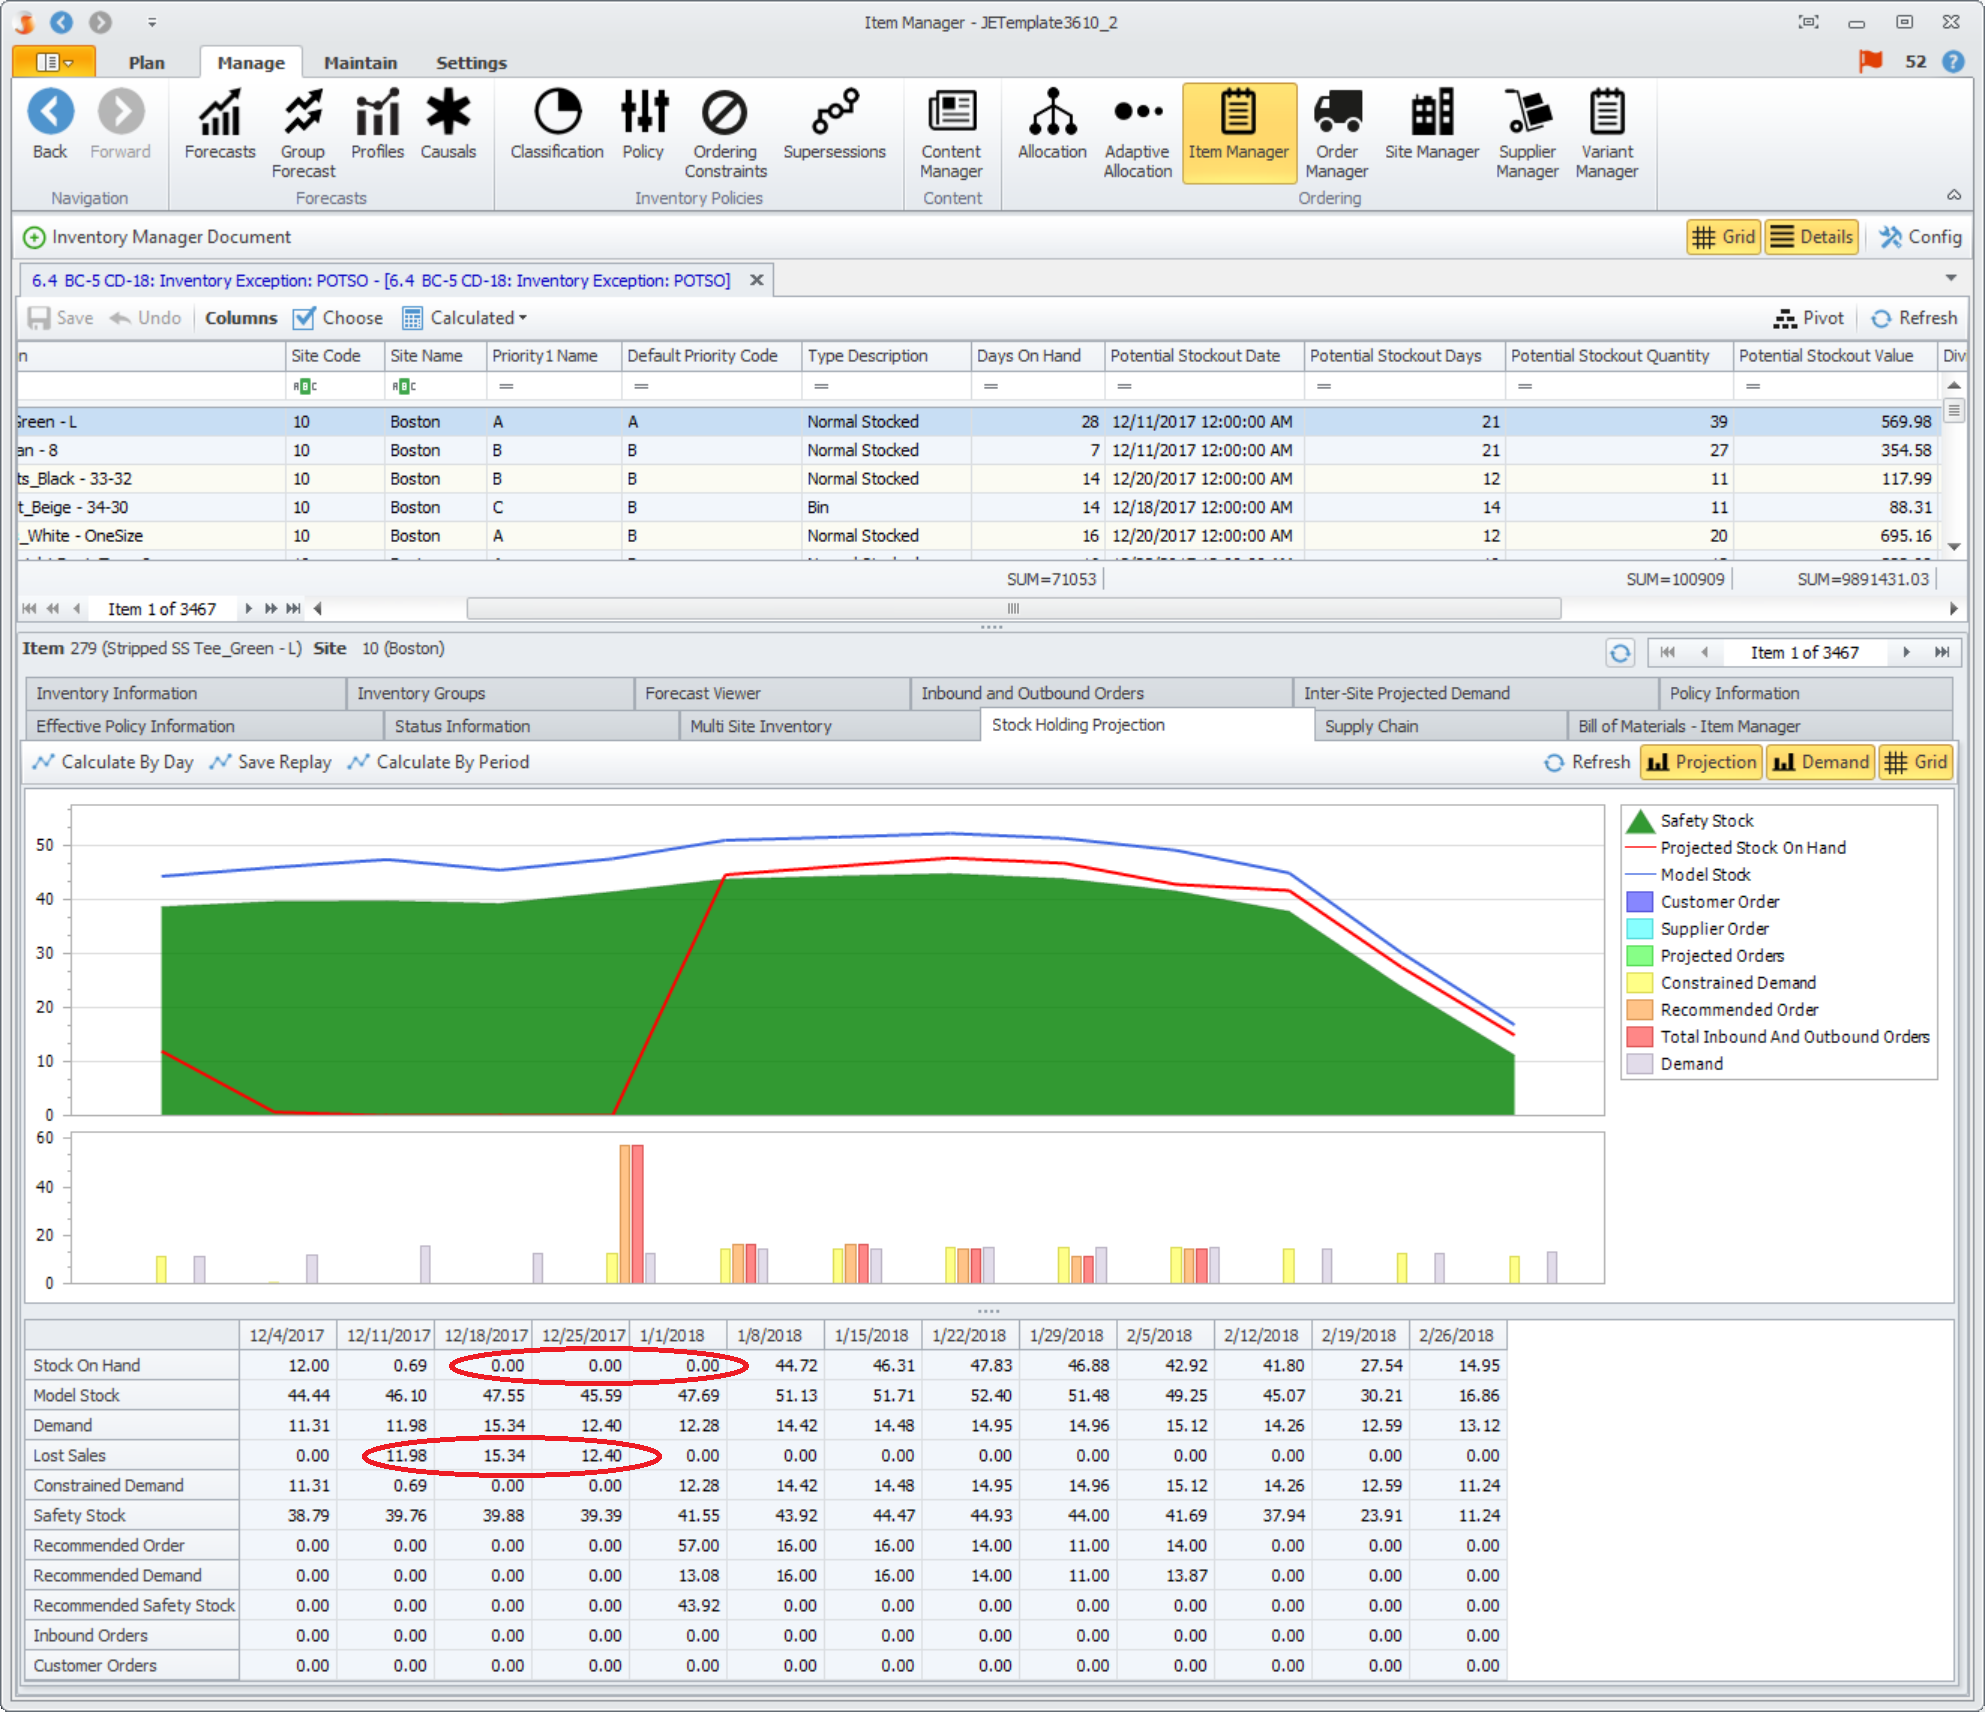 Item Manager - JETemplate3610_2
Plan Manage Maintain Settings 52 ?
Back Forward Forecasts Group Forecast Profiles Causals Classification Policy Ordering Constraints Supersessions Content Manager Allocation Adaptive Allocation Item Manager Order Manager Site Manager Supplier Manager Variant Manager
Navigation Forecasts Inventory Policies Content Ordering
Inventory Manager Document Grid Details Config
6.4 BC-5 CD-18: Inventory Exception: POTSO - [6.4 BC-5 CD-18: Inventory Exception: POTSO]
Save Undo Columns Choose Calculated Pivot Refresh
n Site Code Site Name Priority1 Name Default Priority Code Type Description Days On Hand Potential Stockout Date Potential Stockout Days Potential Stockout Quantity Potential Stockout Value Div
ABC ABC = = = = = = = =
Green - L 10 Boston A A Normal Stocked 28 12/11/2017 12:00:00 AM 21 39 569.98
an - 8 10 Boston B B Normal Stocked 7 12/11/2017 12:00:00 AM 21 27 354.58
ts_Black - 33-32 10 Boston B B Normal Stocked 14 12/20/2017 12:00:00 AM 12 11 117.99
t_Beige - 34-30 10 Boston C B Bin 14 12/18/2017 12:00:00 AM 14 11 88.31
_White - OneSize 10 Boston A B Normal Stocked 16 12/20/2017 12:00:00 AM 12 20 695.16
SUM=71053 SUM=100909 SUM=9891431.03
Item 1 of 3467
Item 279 (Stripped SS Tee_Green - L) Site 10 (Boston) Item 1 of 3467
Inventory Information Inventory Groups Forecast Viewer Inbound and Outbound Orders Inter-Site Projected Demand Policy Information
Effective Policy Information Status Information Multi Site Inventory Stock Holding Projection Supply Chain Bill of Materials - Item Manager
Calculate By Day Save Replay Calculate By Period Refresh Projection Demand Grid
50
40
30
20
10
0
Safety Stock
Projected Stock On Hand
Model Stock
Customer Order
Supplier Order
Projected Orders
Constrained Demand
Recommended Order
Total Inbound And Outbound Orders
Demand
60
40
20
0
12/4/2017 12/11/2017 12/18/2017 12/25/2017 1/1/2018 1/8/2018 1/15/2018 1/22/2018 1/29/2018 2/5/2018 2/12/2018 2/19/2018 2/26/2018
Stock On Hand 12.00 0.69 0.00 0.00 0.00 44.72 46.31 47.83 46.88 42.92 41.80 27.54 14.95
Model Stock 44.44 46.10 47.55 45.59 47.69 51.13 51.71 52.40 51.48 49.25 45.07 30.21 16.86
Demand 11.31 11.98 15.34 12.40 12.28 14.42 14.48 14.95 14.96 15.12 14.26 12.59 13.12
Lost Sales 0.00 11.98 15.34 12.40 0.00 0.00 0.00 0.00 0.00 0.00 0.00 0.00 0.00
Constrained Demand 11.31 0.69 0.00 0.00 12.28 14.42 14.48 14.95 14.96 15.12 14.26 12.59 11.24
Safety Stock 38.79 39.76 39.88 39.39 41.55 43.92 44.47 44.93 44.00 41.69 37.94 23.91 11.24
Recommended Order 0.00 0.00 0.00 0.00 57.00 16.00 16.00 14.00 11.00 14.00 0.00 0.00 0.00
Recommended Demand 0.00 0.00 0.00 0.00 13.08 16.00 16.00 14.00 11.00 13.87 0.00 0.00 0.00
Recommended Safety Stock 0.00 0.00 0.00 0.00 43.92 0.00 0.00 0.00 0.00 0.00 0.00 0.00 0.00
Inbound Orders 0.00 0.00 0.00 0.00 0.00 0.00 0.00 0.00 0.00 0.00 0.00 0.00 0.00
Customer Orders 0.00 0.00 0.00 0.00 0.00 0.00 0.00 0.00 0.00 0.00 0.00 0.00 0.00